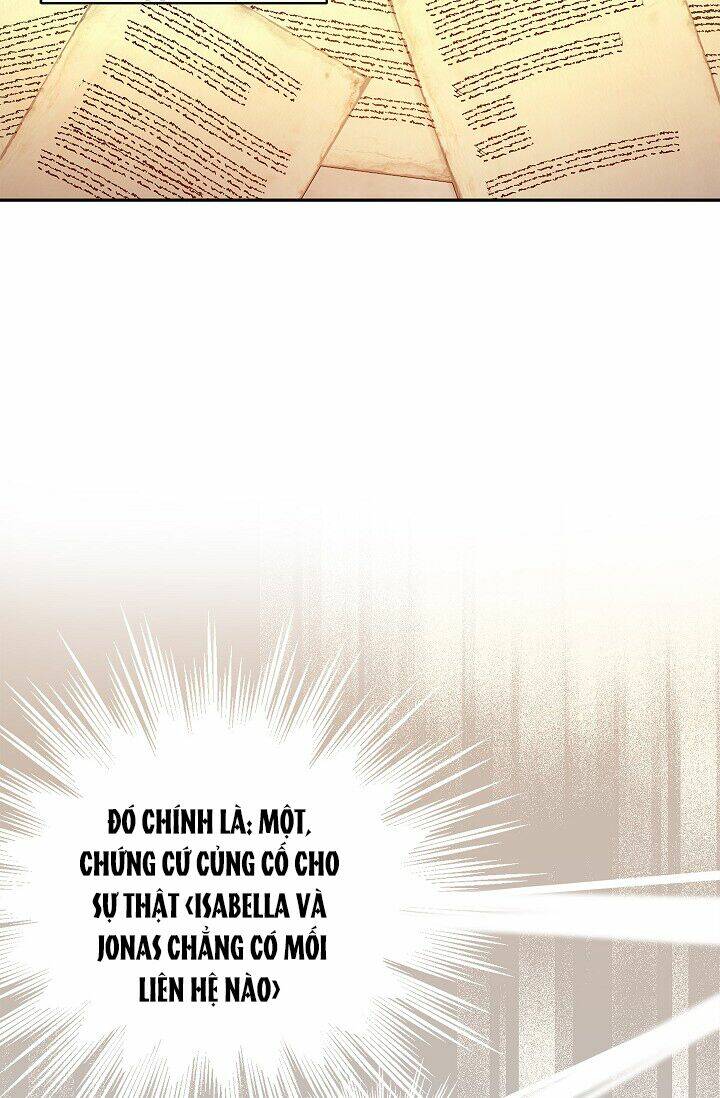 ĐÓ CHÍNH LÀ: MỘT,
CHỨNG CỨ CỦNG CỐ CHO
SỰ THẬT <ISABELLA VÀ
JONAS CHẲNG CÓ MỐI
LIÊN HỆ NÀO>